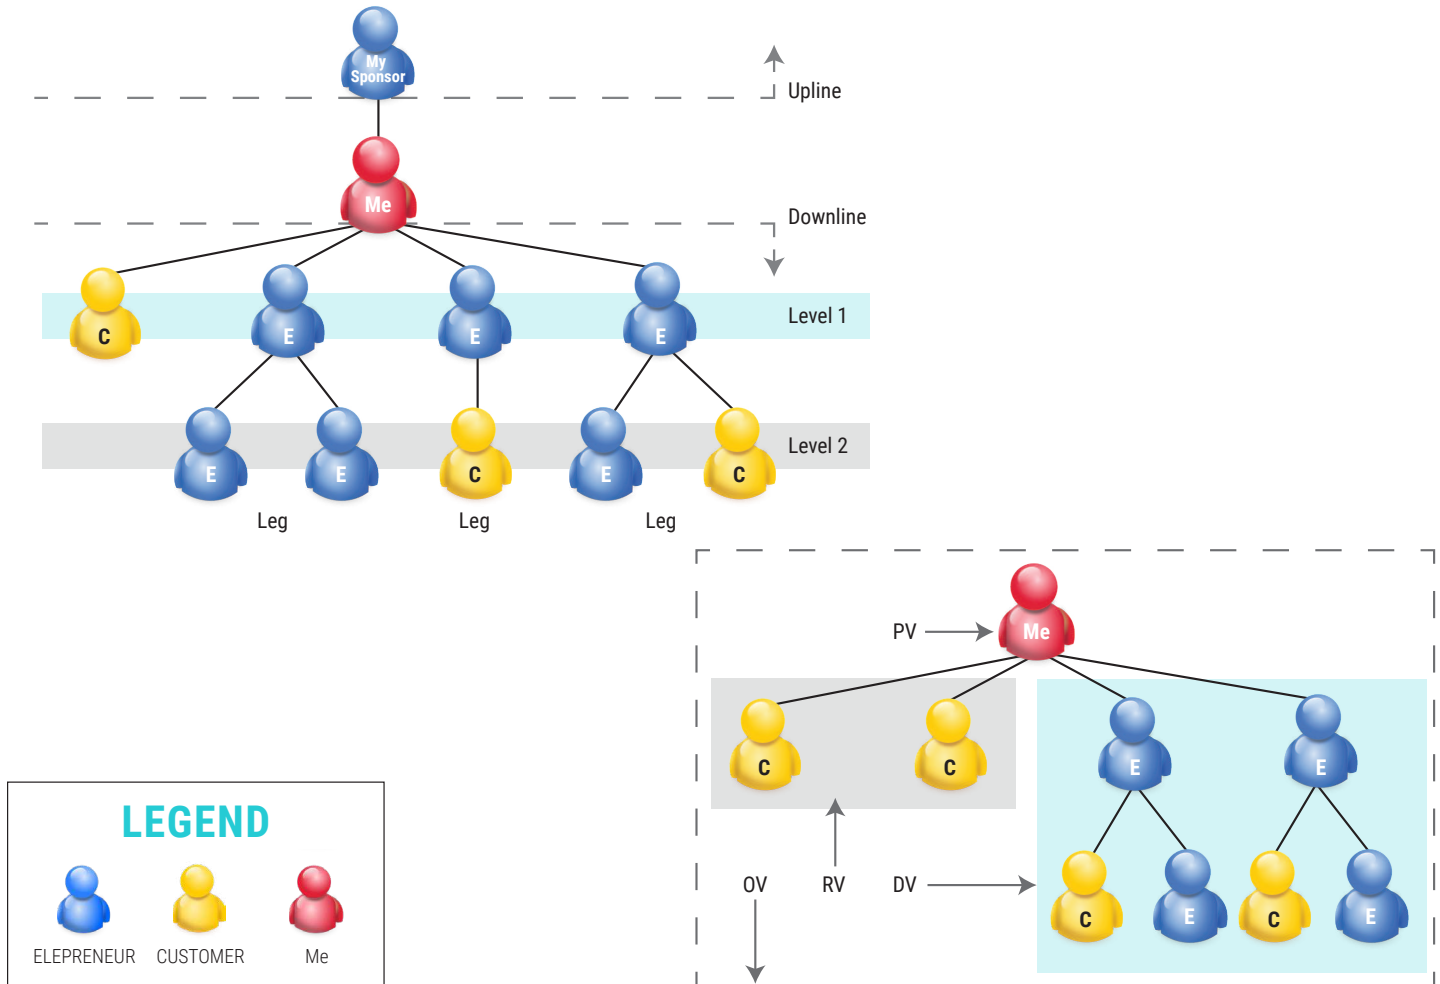 My
Sponsor
Upline
Me
Downline
C
E
E
E
Level 1
E
E
C
E
C
Level 2
Leg
Leg
Leg
PV
Me
C
C
E
E
OV
RV
DV
C
E
C
E
LEGEND
ELEPRENEUR
CUSTOMER
Me